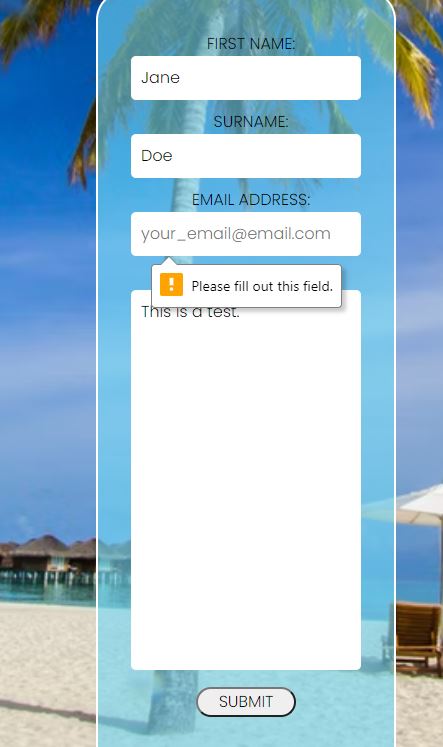 FIRST NAME:
Jane
SURNAME:
Doe
EMAIL ADDRESS:
your_email@email.com
! Please fill out this field.
This is a test.
SUBMIT